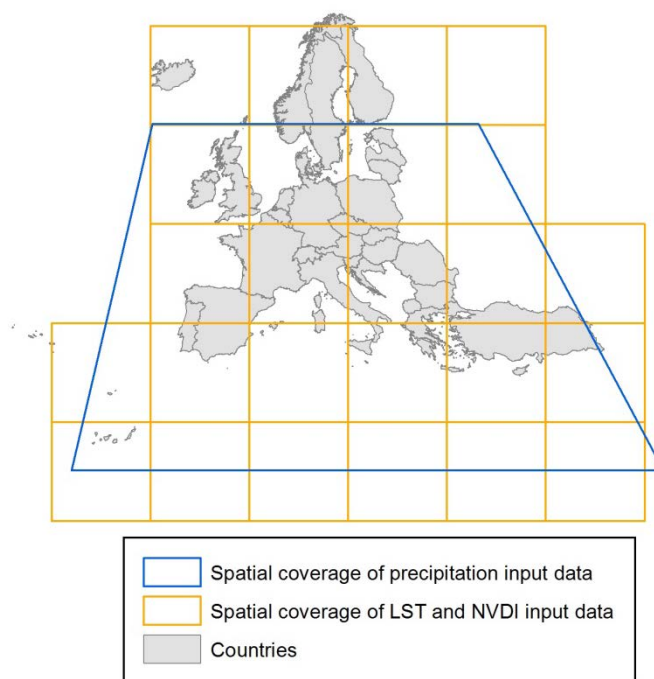 Spatial coverage of precipitation input data
Spatial coverage of LST and NVDI input data
Countries